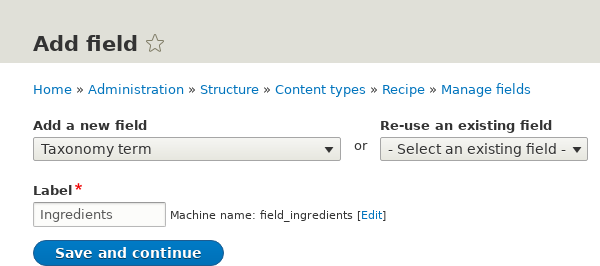 Add field
Home » Administration » Structure » Content types » Recipe » Manage fields
Add a new field
Taxonomy term
or
Re-use an existing field
- Select an existing field -
Label*
Ingredients
Machine name: field_ingredients [Edit]
Save and continue